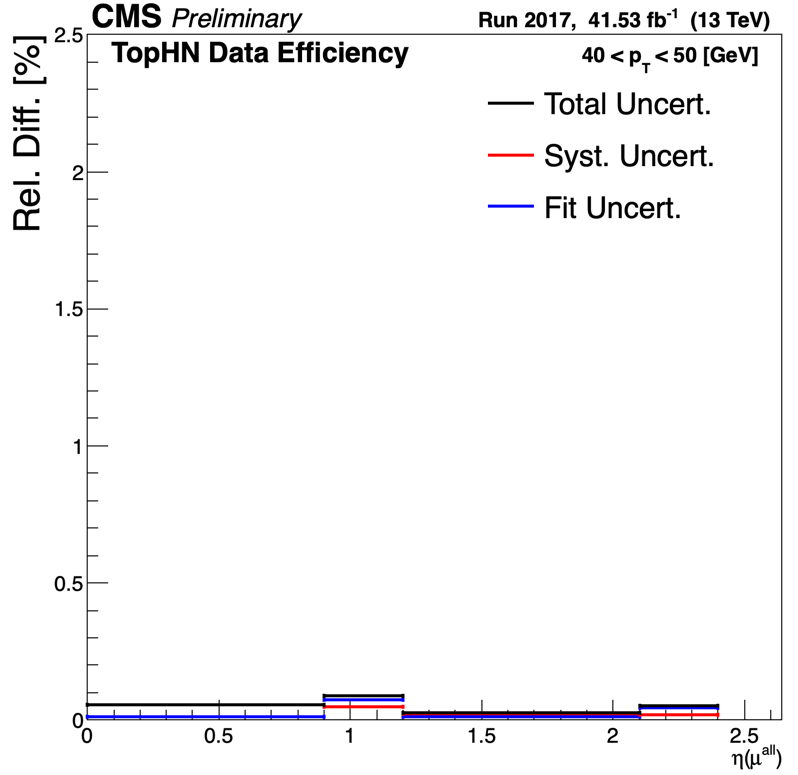 CMS Preliminary
Run 2017, 41.53 fb⁻¹ (13 TeV)
TopHN Data Efficiency
40 < p_T < 50 [GeV]
Total Uncert.
Syst. Uncert.
Fit Uncert.
Rel. Diff. [%]
2.5
2
1.5
1
0.5
0
0 0.5 1 1.5 2 2.5
η(μ^all)